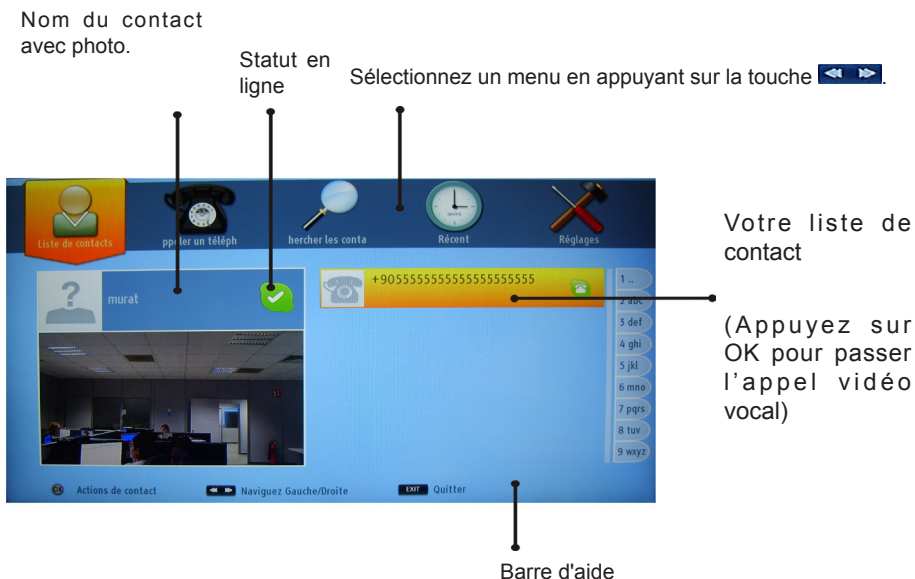 Nom du contact
avec photo.
Statut en
ligne
Sélectionnez un menu en appuyant sur la touche .
Liste de contacts
ppeler un téléph
hercher les conta
Récent
Réglages
Votre liste de
contact
(Appuyez sur
OK pour passer
l'appel vidéo
vocal)
?
murat
+905555555555555555555555
1 ..
2 abc
3 def
4 ghi
5 jkl
6 mno
7 pqrs
8 tuv
9 wxyz
OK Actions de contact
Naviguez Gauche/Droite
EXIT Quitter
Barre d'aide